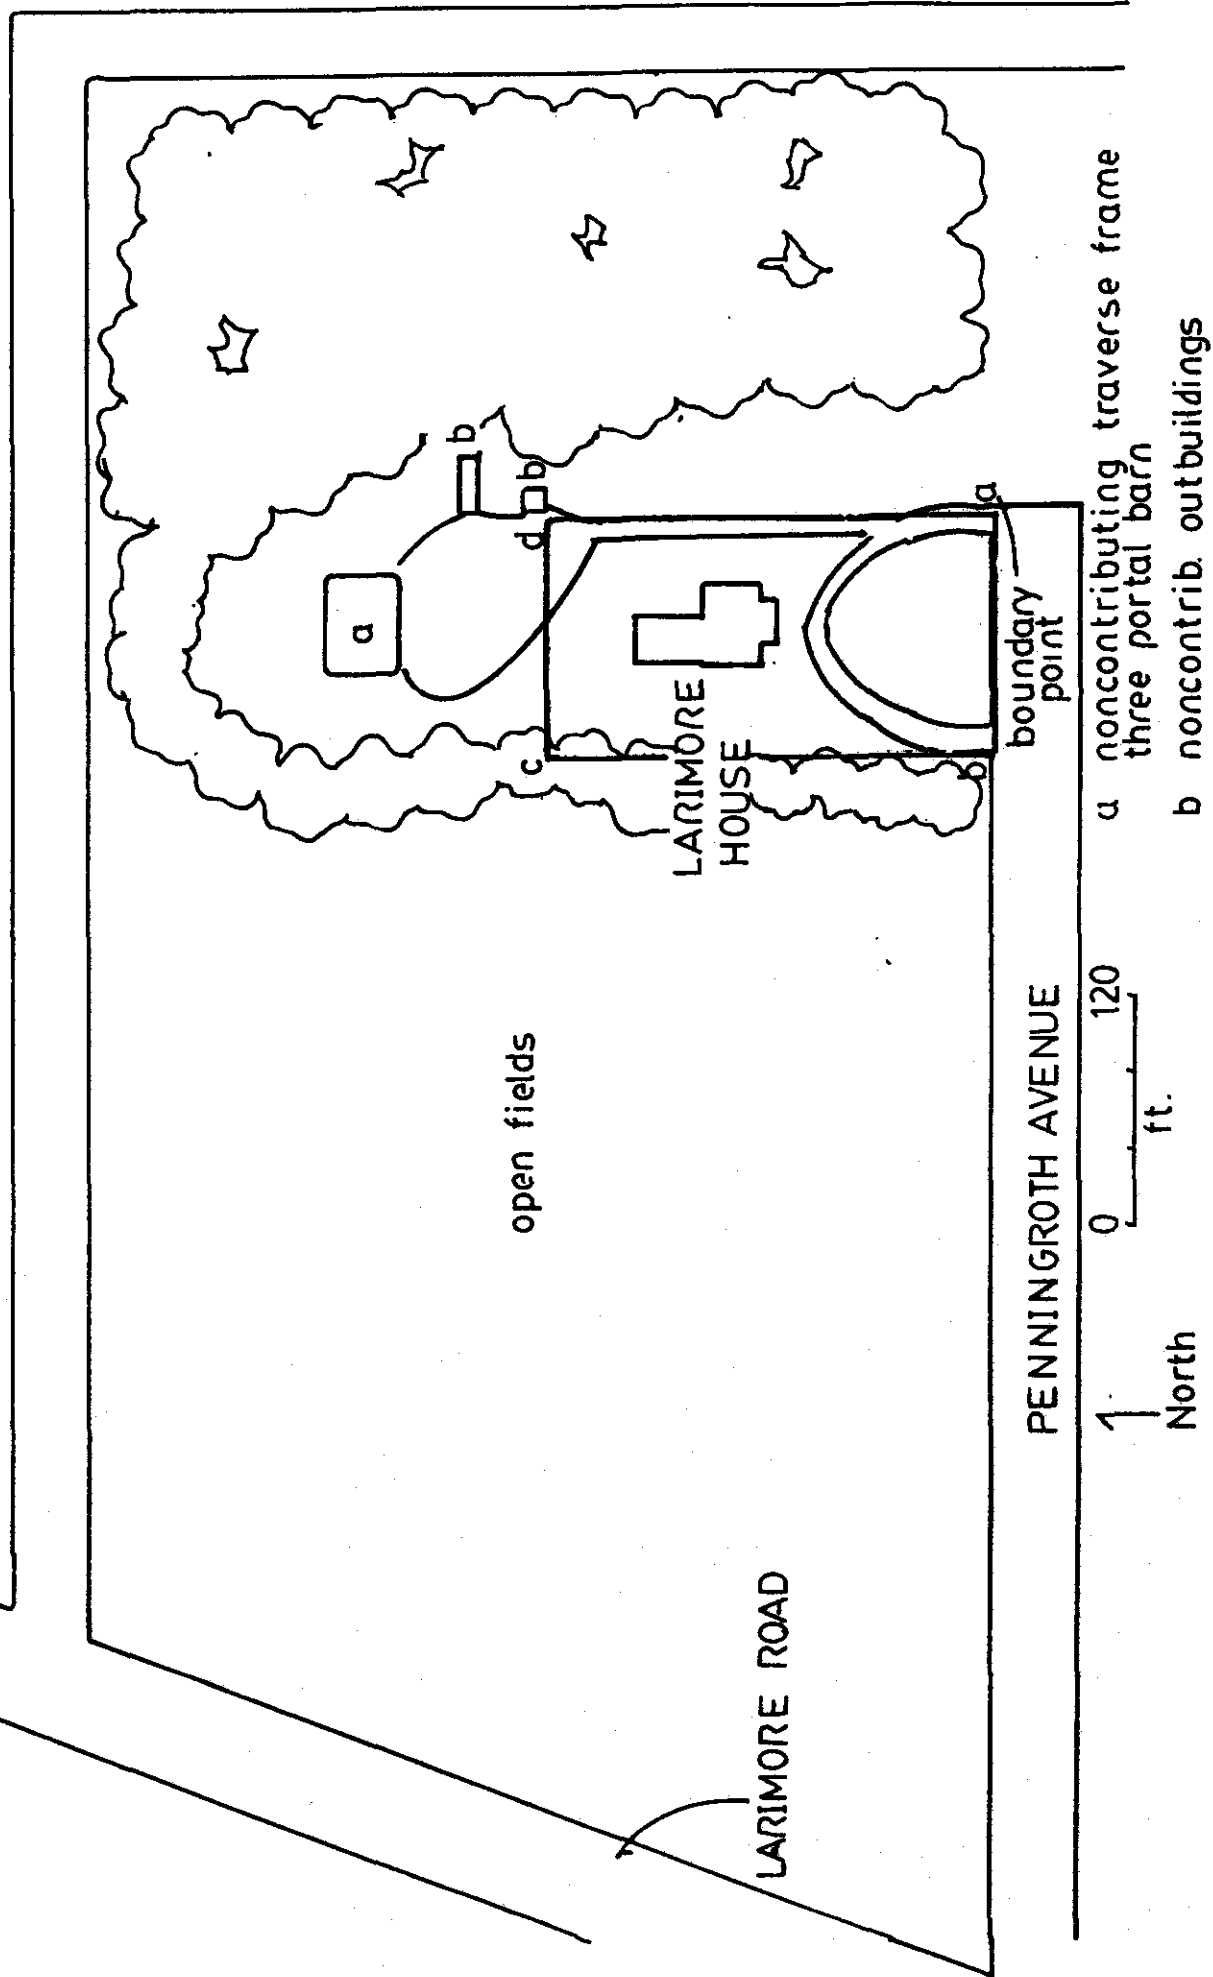 a
b
b
c
d
b
a
LARIMORE
HOUSE
boundary
point
open fields
LARIMORE ROAD
PENNINGROTH AVENUE
North
0 120
ft.
a noncontributing traverse frame
three portal barn
b noncontrib. outbuildings